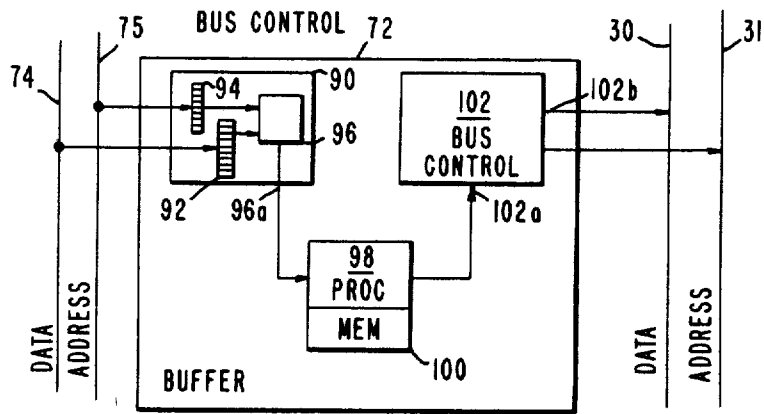 BUS CONTROL
75
72
30
31
74
94
90
96
92
96a
102
BUS
CONTROL
102b
102a
98
PROC
MEM
100
DATA
ADDRESS
BUFFER
DATA
ADDRESS